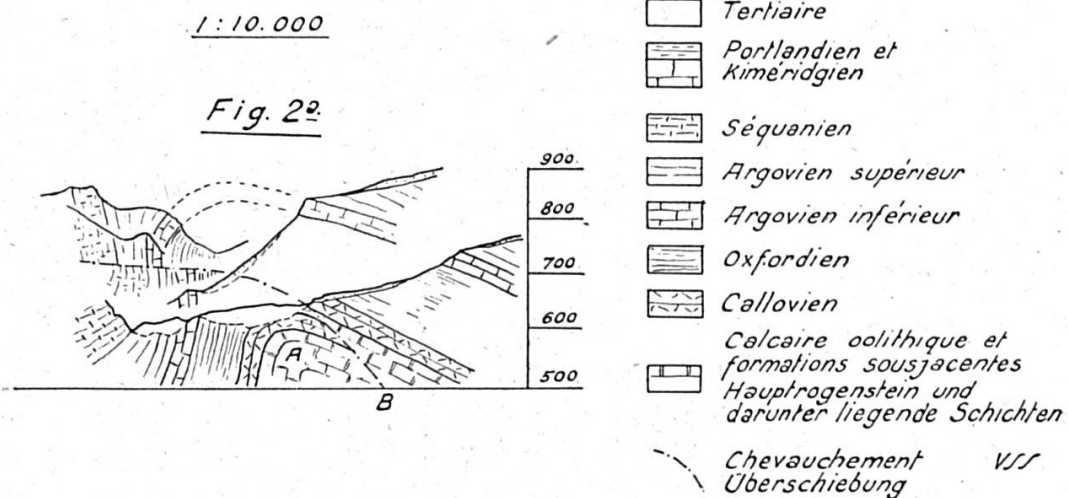 1:10.000
Fig. 2a.
900
800
700
600
500
A
B
Tertiaire
Portlandien et
Kiméridgien
Séquanien
Argovien supérieur
Argovien inférieur
Oxfordien
Callovien
Calcaire oolithique et
formations sousjacentes
Hauptrogenstein und
darunter liegende Schichten
Chevauchement
Überschiebung